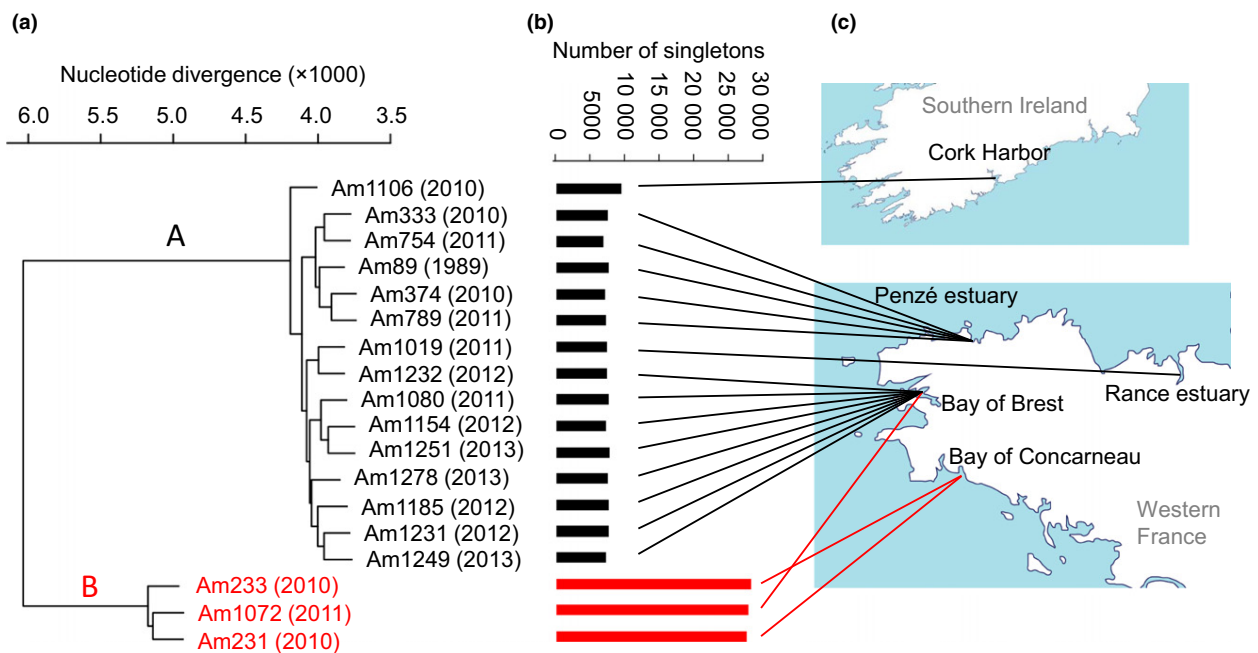 (a)
(b)
(c)
Nucleotide divergence (×1000)
6.0 5.5 5.0 4.5 4.0 3.5
Number of singletons
0 5000 10 000 15 000 20 000 25 000 30 000
Southern Ireland
Cork Harbor
A
Am1106 (2010)
Am333 (2010)
Am754 (2011)
Am89 (1989)
Am374 (2010)
Am789 (2011)
Am1019 (2011)
Am1232 (2012)
Am1080 (2011)
Am1154 (2012)
Am1251 (2013)
Am1278 (2013)
Am1185 (2012)
Am1231 (2012)
Am1249 (2013)
B
Am233 (2010)
Am1072 (2011)
Am231 (2010)
Penzé estuary
Rance estuary
Bay of Brest
Bay of Concarneau
Western
France